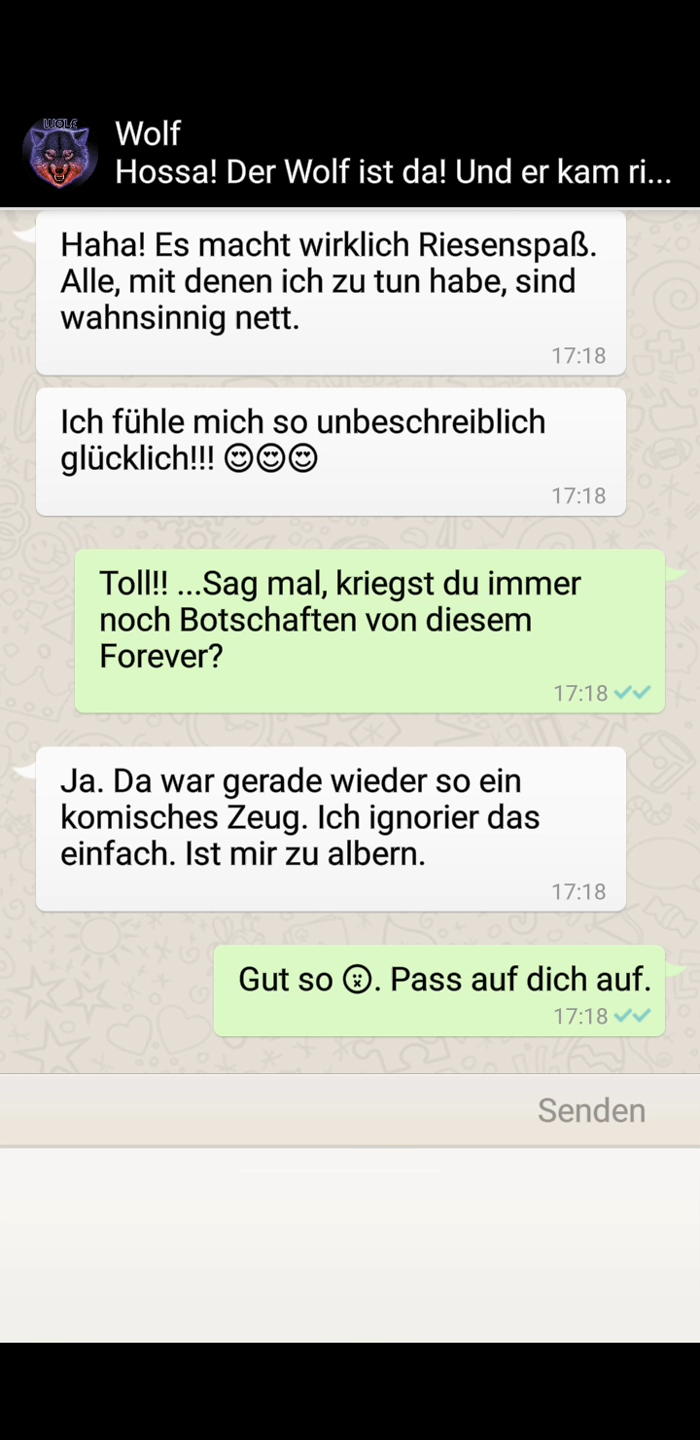 WOLF
Wolf
Hossa! Der Wolf ist da! Und er kam ri...
Haha! Es macht wirklich Riesenspaß.
Alle, mit denen ich zu tun habe, sind
wahnsinnig nett.
17:18
Ich fühle mich so unbeschreiblich
glücklich!!! 😍😍😍
17:18
Toll!! ...Sag mal, kriegst du immer
noch Botschaften von diesem
Forever?
17:18
Ja. Da war gerade wieder so ein
komisches Zeug. Ich ignorier das
einfach. Ist mir zu albern.
17:18
Gut so 😘. Pass auf dich auf.
17:18
Senden